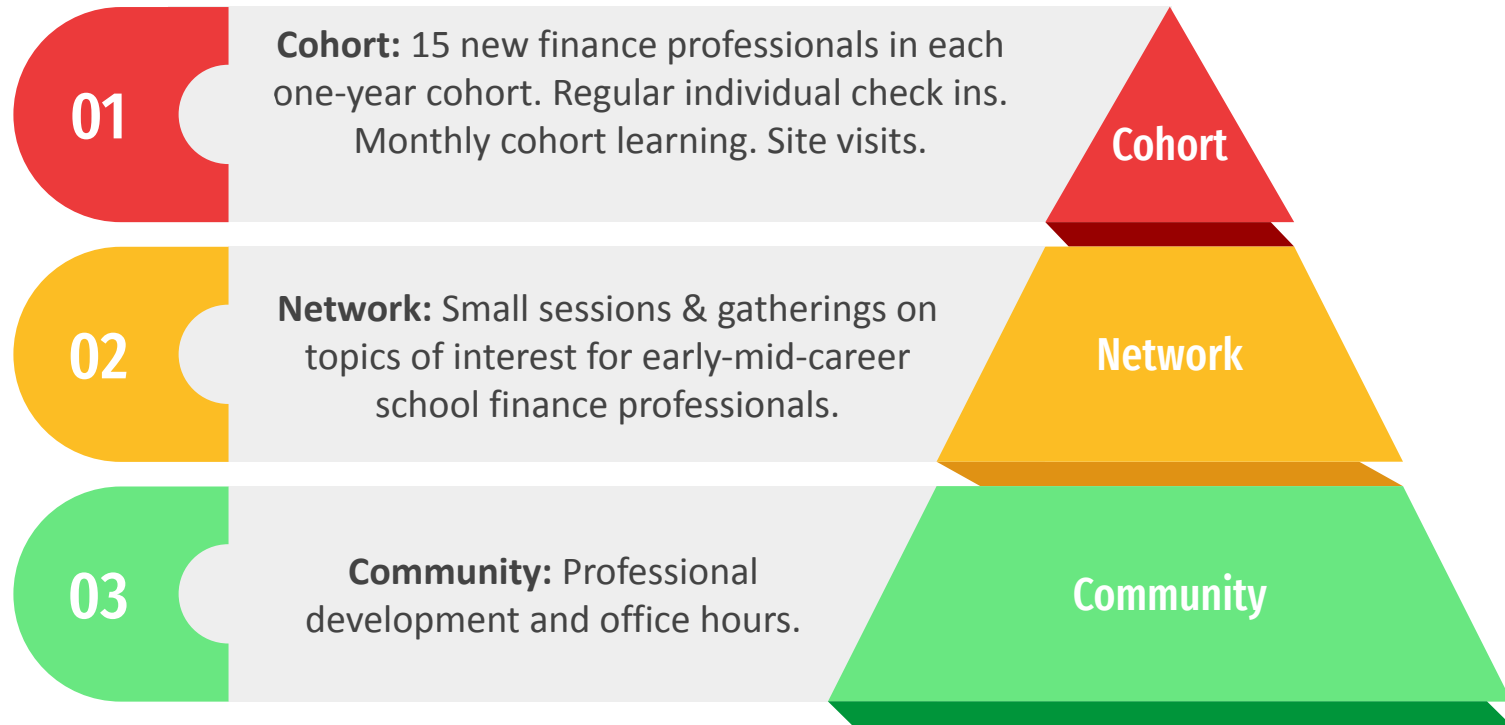 01
Cohort: 15 new finance professionals in each
one-year cohort. Regular individual check ins.
Monthly cohort learning. Site visits.
Cohort
02
Network: Small sessions & gatherings on
topics of interest for early-mid-career
school finance professionals.
Network
03
Community: Professional
development and office hours.
Community